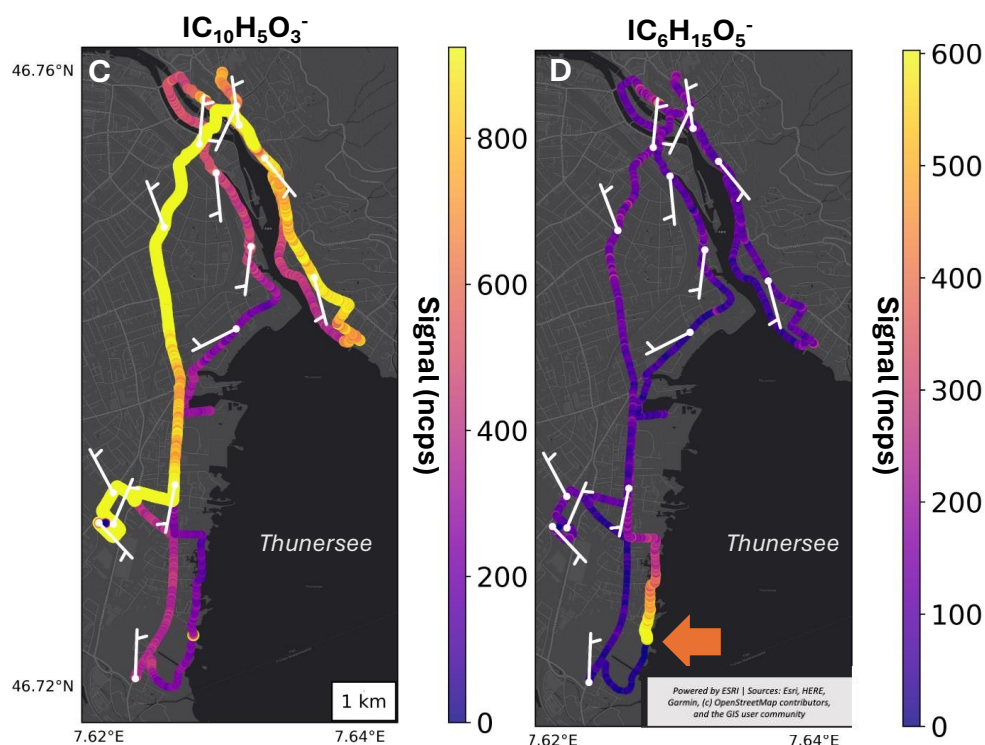 IC₁₀H₅O₃⁻
IC₆H₁₅O₅⁻
46.76°N
C
D
800
600
400
200
0
Signal (ncps)
600
500
400
300
200
100
0
Signal (ncps)
Thunersee
Thunersee
46.72°N
1 km
Powered by ESRI | Sources: Esri, HERE,
Garmin, (c) OpenStreetMap contributors,
and the GIS user community
7.62°E
7.64°E
7.62°E
7.64°E